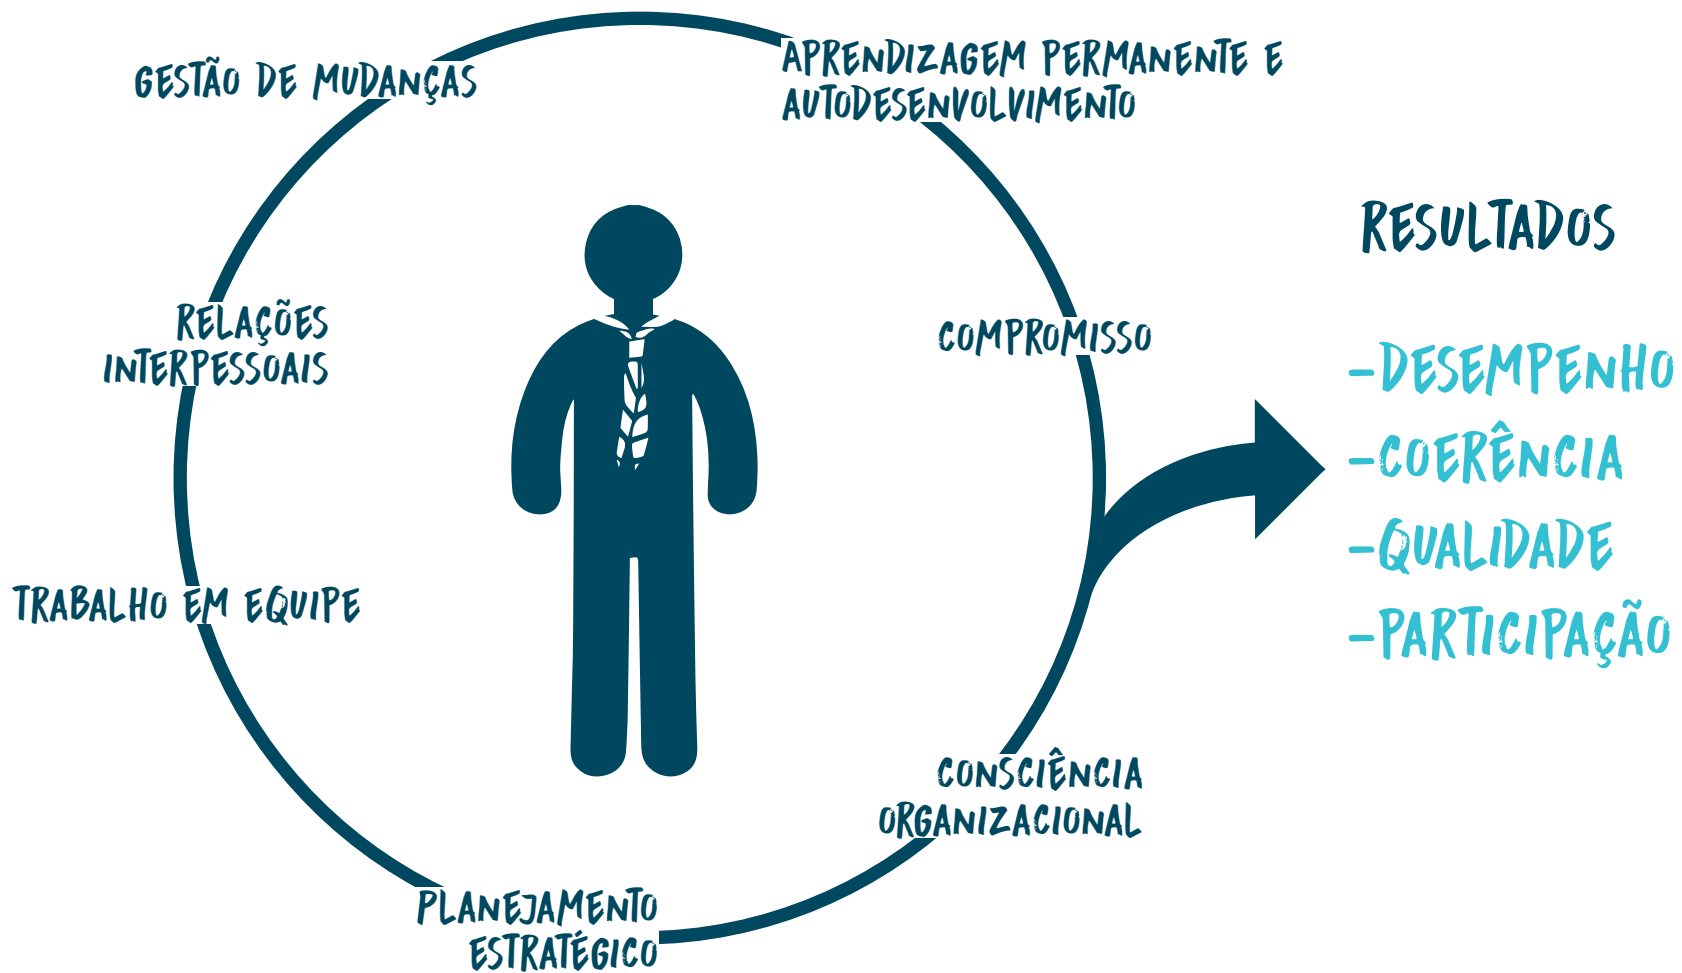 GESTÃO DE MUDANÇAS
APRENDIZAGEM PERMANENTE E
AUTODESENVOLVIMENTO
RELAÇÕES
INTERPESSOAIS
COMPROMISSO
TRABALHO EM EQUIPE
CONSCIÊNCIA
ORGANIZACIONAL
PLANEJAMENTO
ESTRATÉGICO
RESULTADOS
-DESEMPENHO
-COERÊNCIA
-QUALIDADE
-PARTICIPAÇÃO